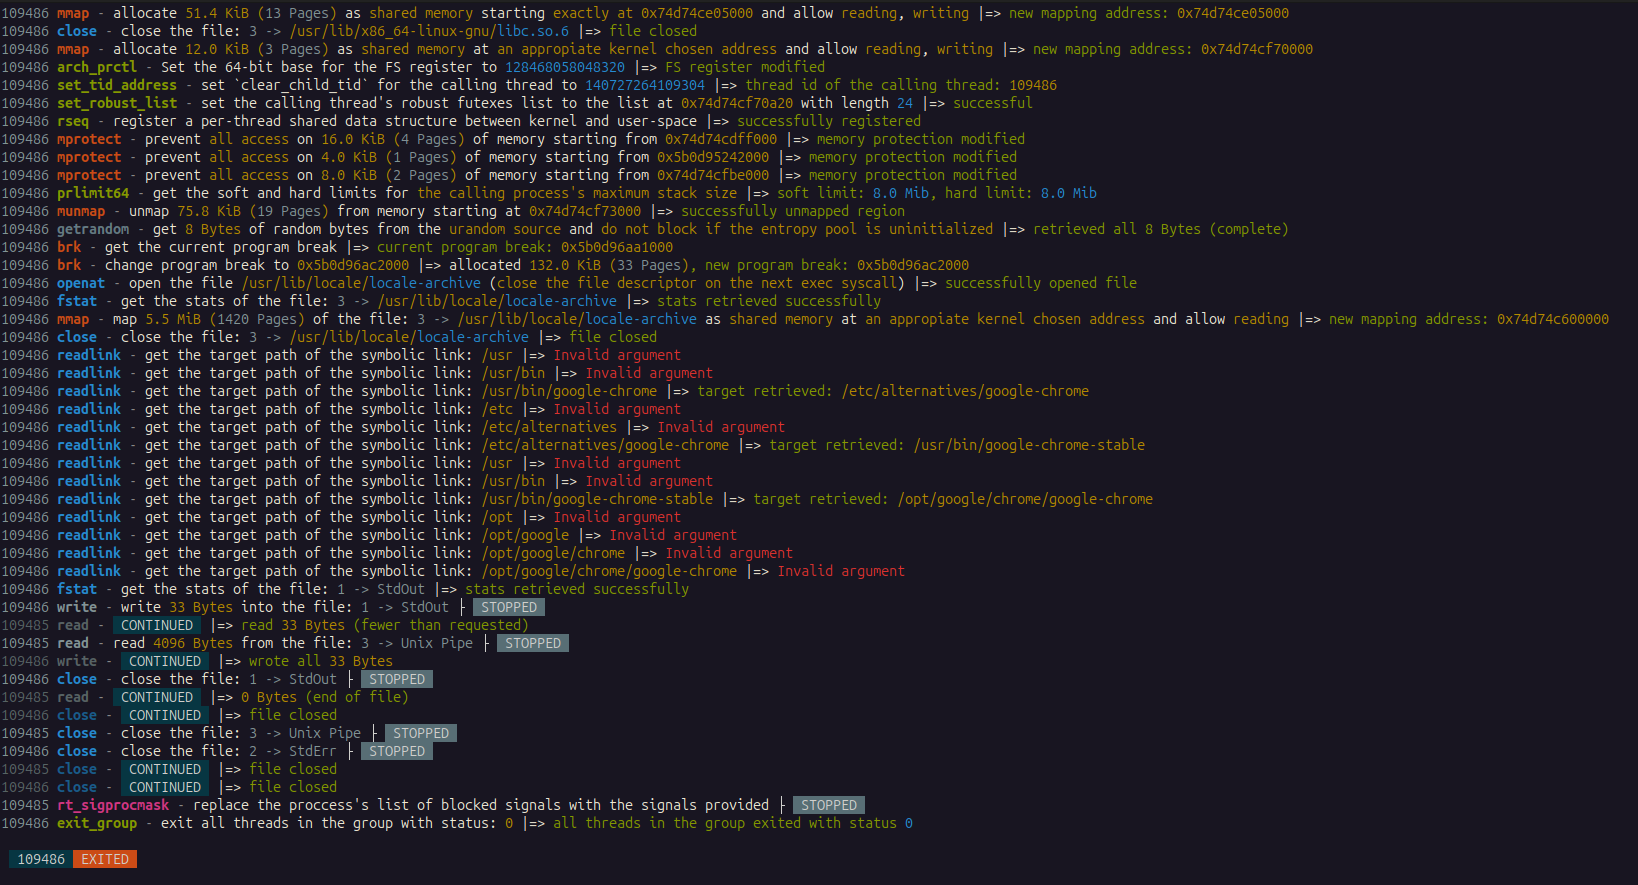 109486 mmap - allocate 51.4 KiB (13 Pages) as shared memory starting exactly at 0x74d74ce05000 and allow reading, writing |=> new mapping address: 0x74d74ce05000
109486 close - close the file: 3 -> /usr/lib/x86_64-linux-gnu/libc.so.6 |=> file closed
109486 mmap - allocate 12.0 KiB (3 Pages) as shared memory at an appropiate kernel chosen address and allow reading, writing |=> new mapping address: 0x74d74cf70000
109486 arch_prctl - Set the 64-bit base for the FS register to 128468058048320 |=> FS register modified
109486 set_tid_address - set `clear_child_tid` for the calling thread to 140727264109304 |=> thread id of the calling thread: 109486
109486 set_robust_list - set the calling thread's robust futexes list to the list at 0x74d74cf70a20 with length 24 |=> successful
109486 rseq - register a per-thread shared data structure between kernel and user-space |=> successfully registered
109486 mprotect - prevent all access on 16.0 KiB (4 Pages) of memory starting from 0x74d74cdff000 |=> memory protection modified
109486 mprotect - prevent all access on 4.0 KiB (1 Pages) of memory starting from 0x5b0d95242000 |=> memory protection modified
109486 mprotect - prevent all access on 8.0 KiB (2 Pages) of memory starting from 0x74d74cfbe000 |=> memory protection modified
109486 prlimit64 - get the soft and hard limits for the calling process's maximum stack size |=> soft limit: 8.0 Mib, hard limit: 8.0 Mib
109486 munmap - unmap 75.8 KiB (19 Pages) from memory starting at 0x74d74cf73000 |=> successfully unmapped region
109486 getrandom - get 8 Bytes of random bytes from the urandom source and do not block if the entropy pool is uninitialized |=> retrieved all 8 Bytes (complete)
109486 brk - get the current program break |=> current program break: 0x5b0d96aa1000
109486 brk - change program break to 0x5b0d96ac2000 |=> allocated 132.0 KiB (33 Pages), new program break: 0x5b0d96ac2000
109486 openat - open the file /usr/lib/locale/locale-archive (close the file descriptor on the next exec syscall) |=> successfully opened file
109486 fstat - get the stats of the file: 3 -> /usr/lib/locale/locale-archive |=> stats retrieved successfully
109486 mmap - map 5.5 MiB (1420 Pages) of the file: 3 -> /usr/lib/locale/locale-archive as shared memory at an appropiate kernel chosen address and allow reading |=> new mapping address: 0x74d74c600000
109486 close - close the file: 3 -> /usr/lib/locale/locale-archive |=> file closed
109486 readlink - get the target path of the symbolic link: /usr |=> Invalid argument
109486 readlink - get the target path of the symbolic link: /usr/bin |=> Invalid argument
109486 readlink - get the target path of the symbolic link: /usr/bin/google-chrome |=> target retrieved: /etc/alternatives/google-chrome
109486 readlink - get the target path of the symbolic link: /etc |=> Invalid argument
109486 readlink - get the target path of the symbolic link: /etc/alternatives |=> Invalid argument
109486 readlink - get the target path of the symbolic link: /etc/alternatives/google-chrome |=> target retrieved: /usr/bin/google-chrome-stable
109486 readlink - get the target path of the symbolic link: /usr |=> Invalid argument
109486 readlink - get the target path of the symbolic link: /usr/bin |=> Invalid argument
109486 readlink - get the target path of the symbolic link: /usr/bin/google-chrome-stable |=> target retrieved: /opt/google/chrome/google-chrome
109486 readlink - get the target path of the symbolic link: /opt |=> Invalid argument
109486 readlink - get the target path of the symbolic link: /opt/google |=> Invalid argument
109486 readlink - get the target path of the symbolic link: /opt/google/chrome |=> Invalid argument
109486 readlink - get the target path of the symbolic link: /opt/google/chrome/google-chrome |=> Invalid argument
109486 fstat - get the stats of the file: 1 -> StdOut |=> stats retrieved successfully
109486 write - write 33 Bytes into the file: 1 -> StdOut ├ STOPPED
109485 read - CONTINUED |=> read 33 Bytes (fewer than requested)
109485 read - read 4096 Bytes from the file: 3 -> Unix Pipe ├ STOPPED
109486 write - CONTINUED |=> wrote all 33 Bytes
109486 close - close the file: 1 -> StdOut ├ STOPPED
109485 read - CONTINUED |=> 0 Bytes (end of file)
109486 close - CONTINUED |=> file closed
109485 close - close the file: 3 -> Unix Pipe ├ STOPPED
109486 close - close the file: 2 -> StdErr ├ STOPPED
109485 close - CONTINUED |=> file closed
109486 close - CONTINUED |=> file closed
109485 rt_sigprocmask - replace the proccess's list of blocked signals with the signals provided ├ STOPPED
109486 exit_group - exit all threads in the group with status: 0 |=> all threads in the group exited with status 0
109486 EXITED